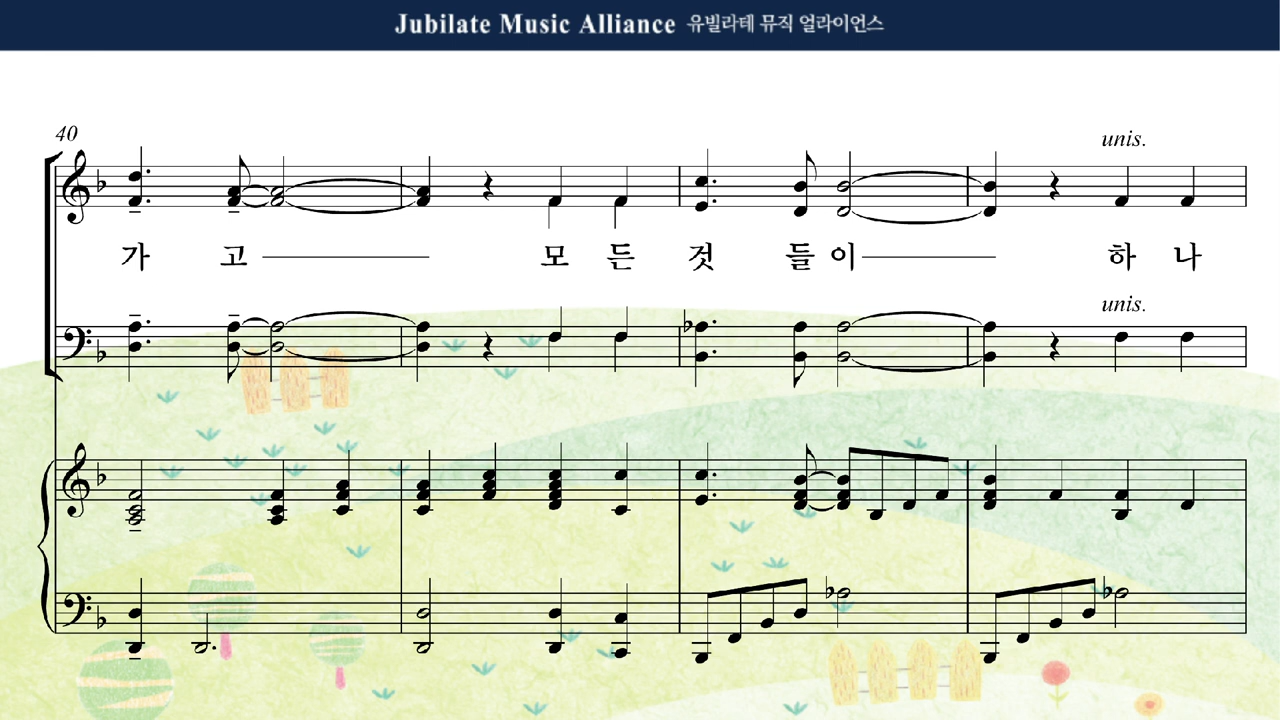 Jubilate Music Alliance 유빌라테 뮤직 얼라이언스
40
unis.
가 고 모 든 것 들 이 하 나
unis.